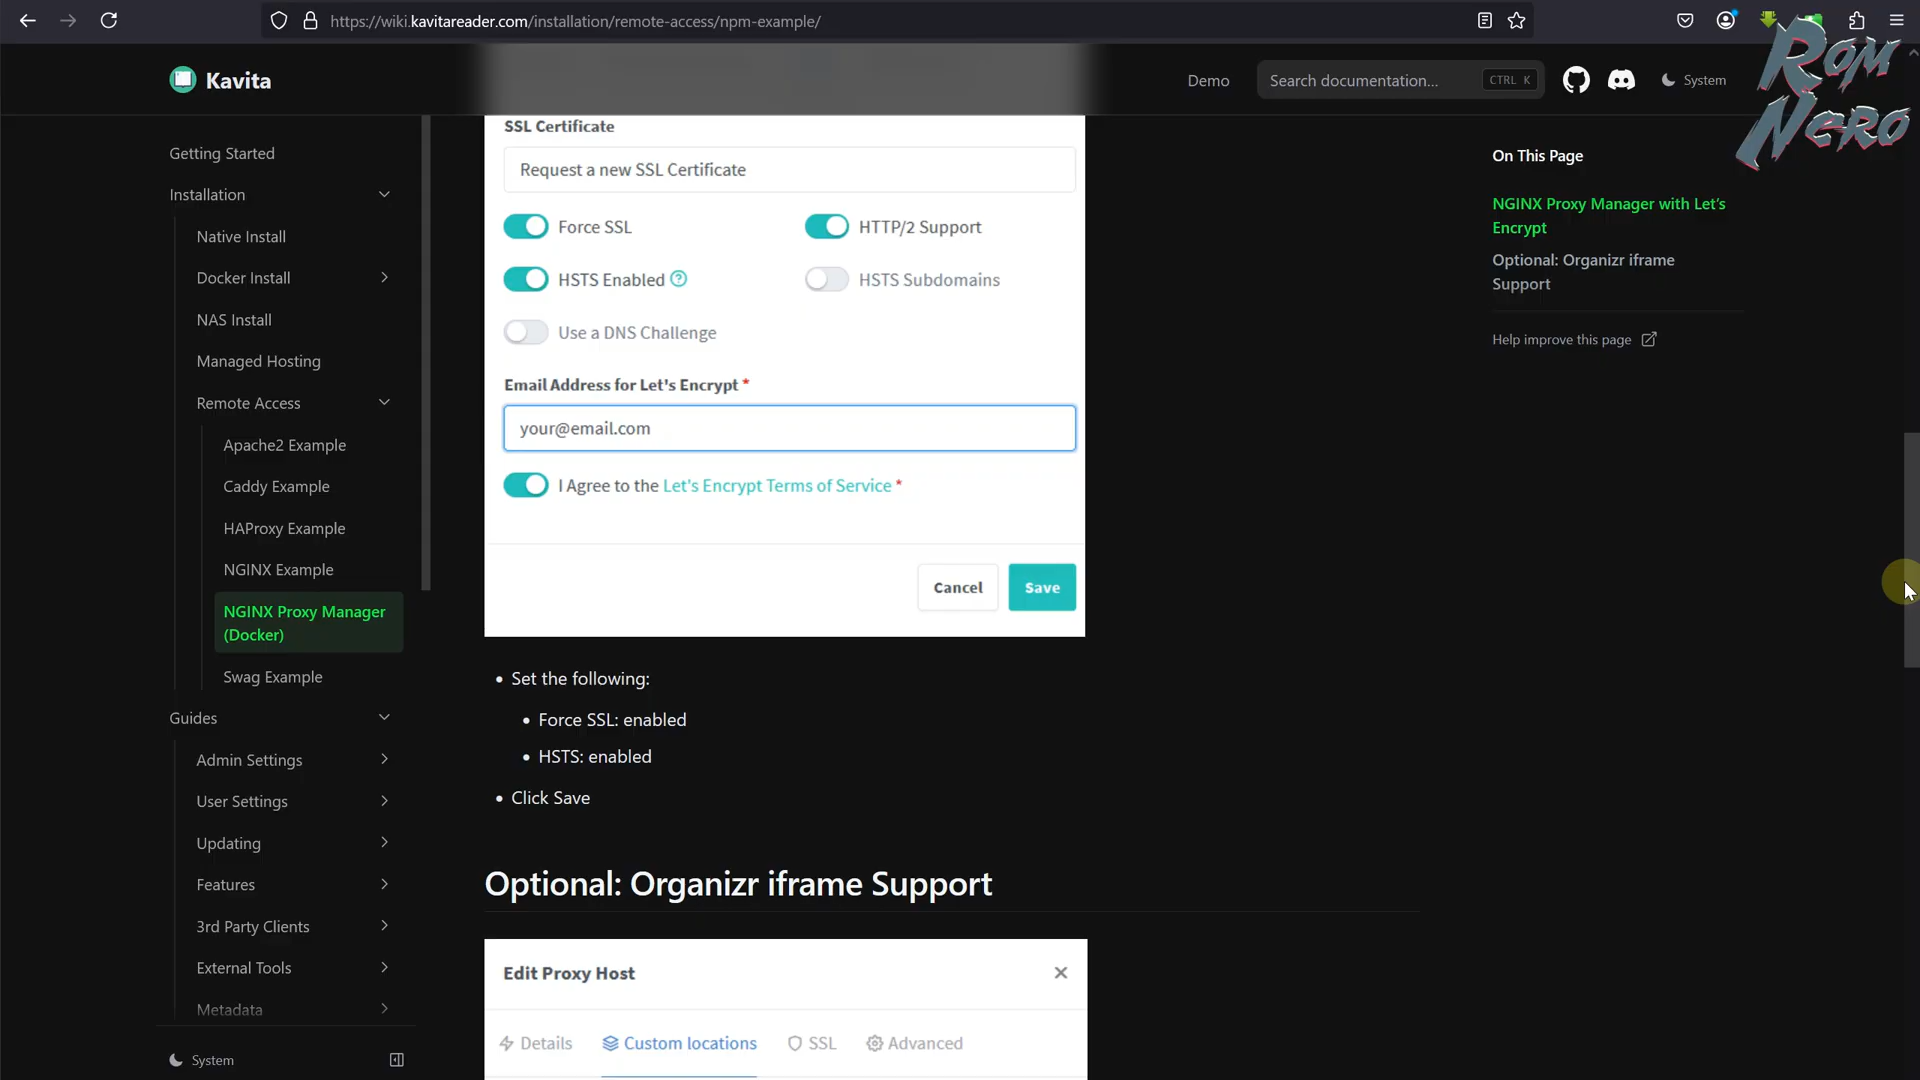 https://wiki.kavitareader.com/installation/remote-access/npm-example/
Kavita
Demo
Search documentation...
CTRL K
System
Rom
Nero
Getting Started
Installation
Native Install
Docker Install
NAS Install
Managed Hosting
Remote Access
Apache2 Example
Caddy Example
HAProxy Example
NGINX Example
NGINX Proxy Manager
(Docker)
Swag Example
Guides
Admin Settings
User Settings
Updating
Features
3rd Party Clients
External Tools
Metadata
System
SSL Certificate
Request a new SSL Certificate
Force SSL
HTTP/2 Support
HSTS Enabled
HSTS Subdomains
Use a DNS Challenge
Email Address for Let's Encrypt *
your@email.com
I Agree to the Let's Encrypt Terms of Service *
Cancel
Save
• Set the following:
• Force SSL: enabled
• HSTS: enabled
• Click Save
Optional: Organizr iframe Support
Edit Proxy Host
Details
Custom locations
SSL
Advanced
On This Page
NGINX Proxy Manager with Let's
Encrypt
Optional: Organizr iframe
Support
Help improve this page